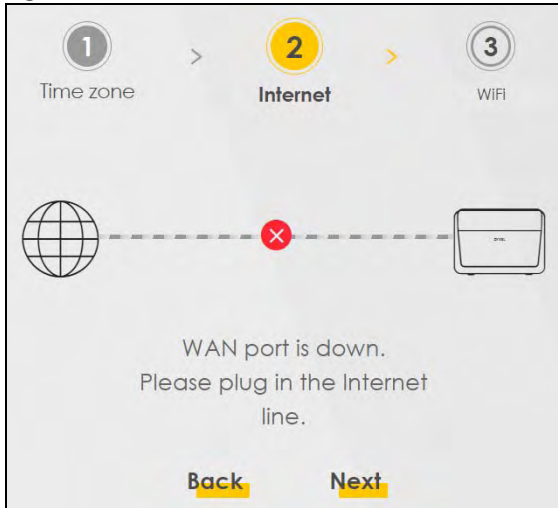 1
2
3
Time zone
>
Internet
>
WiFi
WAN port is down.
Please plug in the Internet
line.
Back
Next